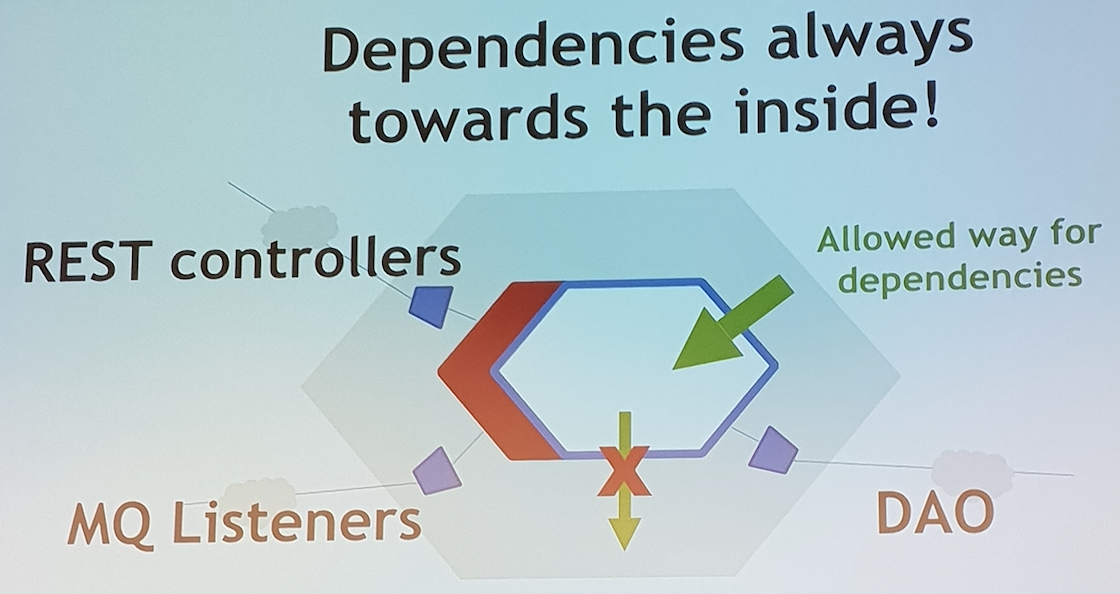 Dependencies always
towards the inside!
REST controllers
Allowed way for
dependencies
MQ Listeners
DAO